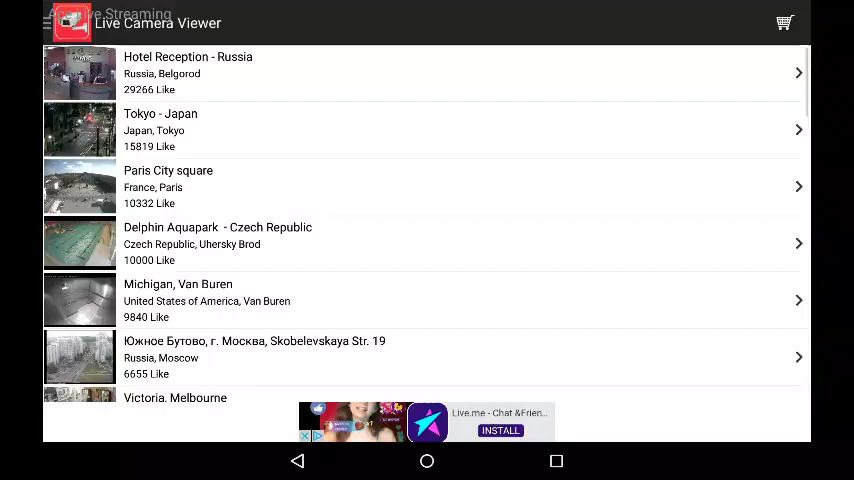 Live Streaming
Live Camera Viewer
Hotel Reception - Russia
Russia, Belgorod
29266 Like
Tokyo - Japan
Japan, Tokyo
15819 Like
Paris City square
France, Paris
10332 Like
Delphin Aquapark - Czech Republic
Czech Republic, Uhersky Brod
10000 Like
Michigan, Van Buren
United States of America, Van Buren
9840 Like
Южное Бутово, г. Москва, Skobelevskaya Str. 19
Russia, Moscow
6655 Like
Victoria, Melbourne
Live.me - Chat &Frien...
INSTALL